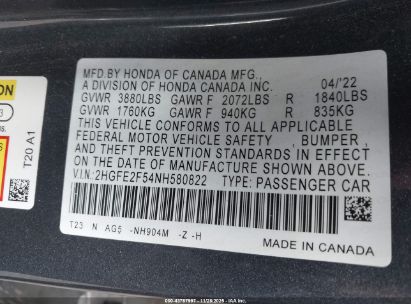 MFD.BY HONDA OF CANADA MFG.,
A DIVISION OF HONDA CANADA INC. 04/'22
GVWR 3880LBS GAWR F 2072LBS R 1840LBS
GVWR 1760KG GAWR F 940KG R 835KG
THIS VEHICLE CONFORMS TO ALL APPLICABLE
FEDERAL MOTOR VEHICLE SAFETY, BUMPER,
AND THEFT PREVENTION STANDARDS IN EFFECT
ON THE DATE OF MANUFACTURE SHOWN ABOVE.
V.I.N:2HGFE2F54NH580822 TYPE:PASSENGER CAR
T23 N AG5 -NH904M -Z -H
MADE IN CANADA
T20 A1